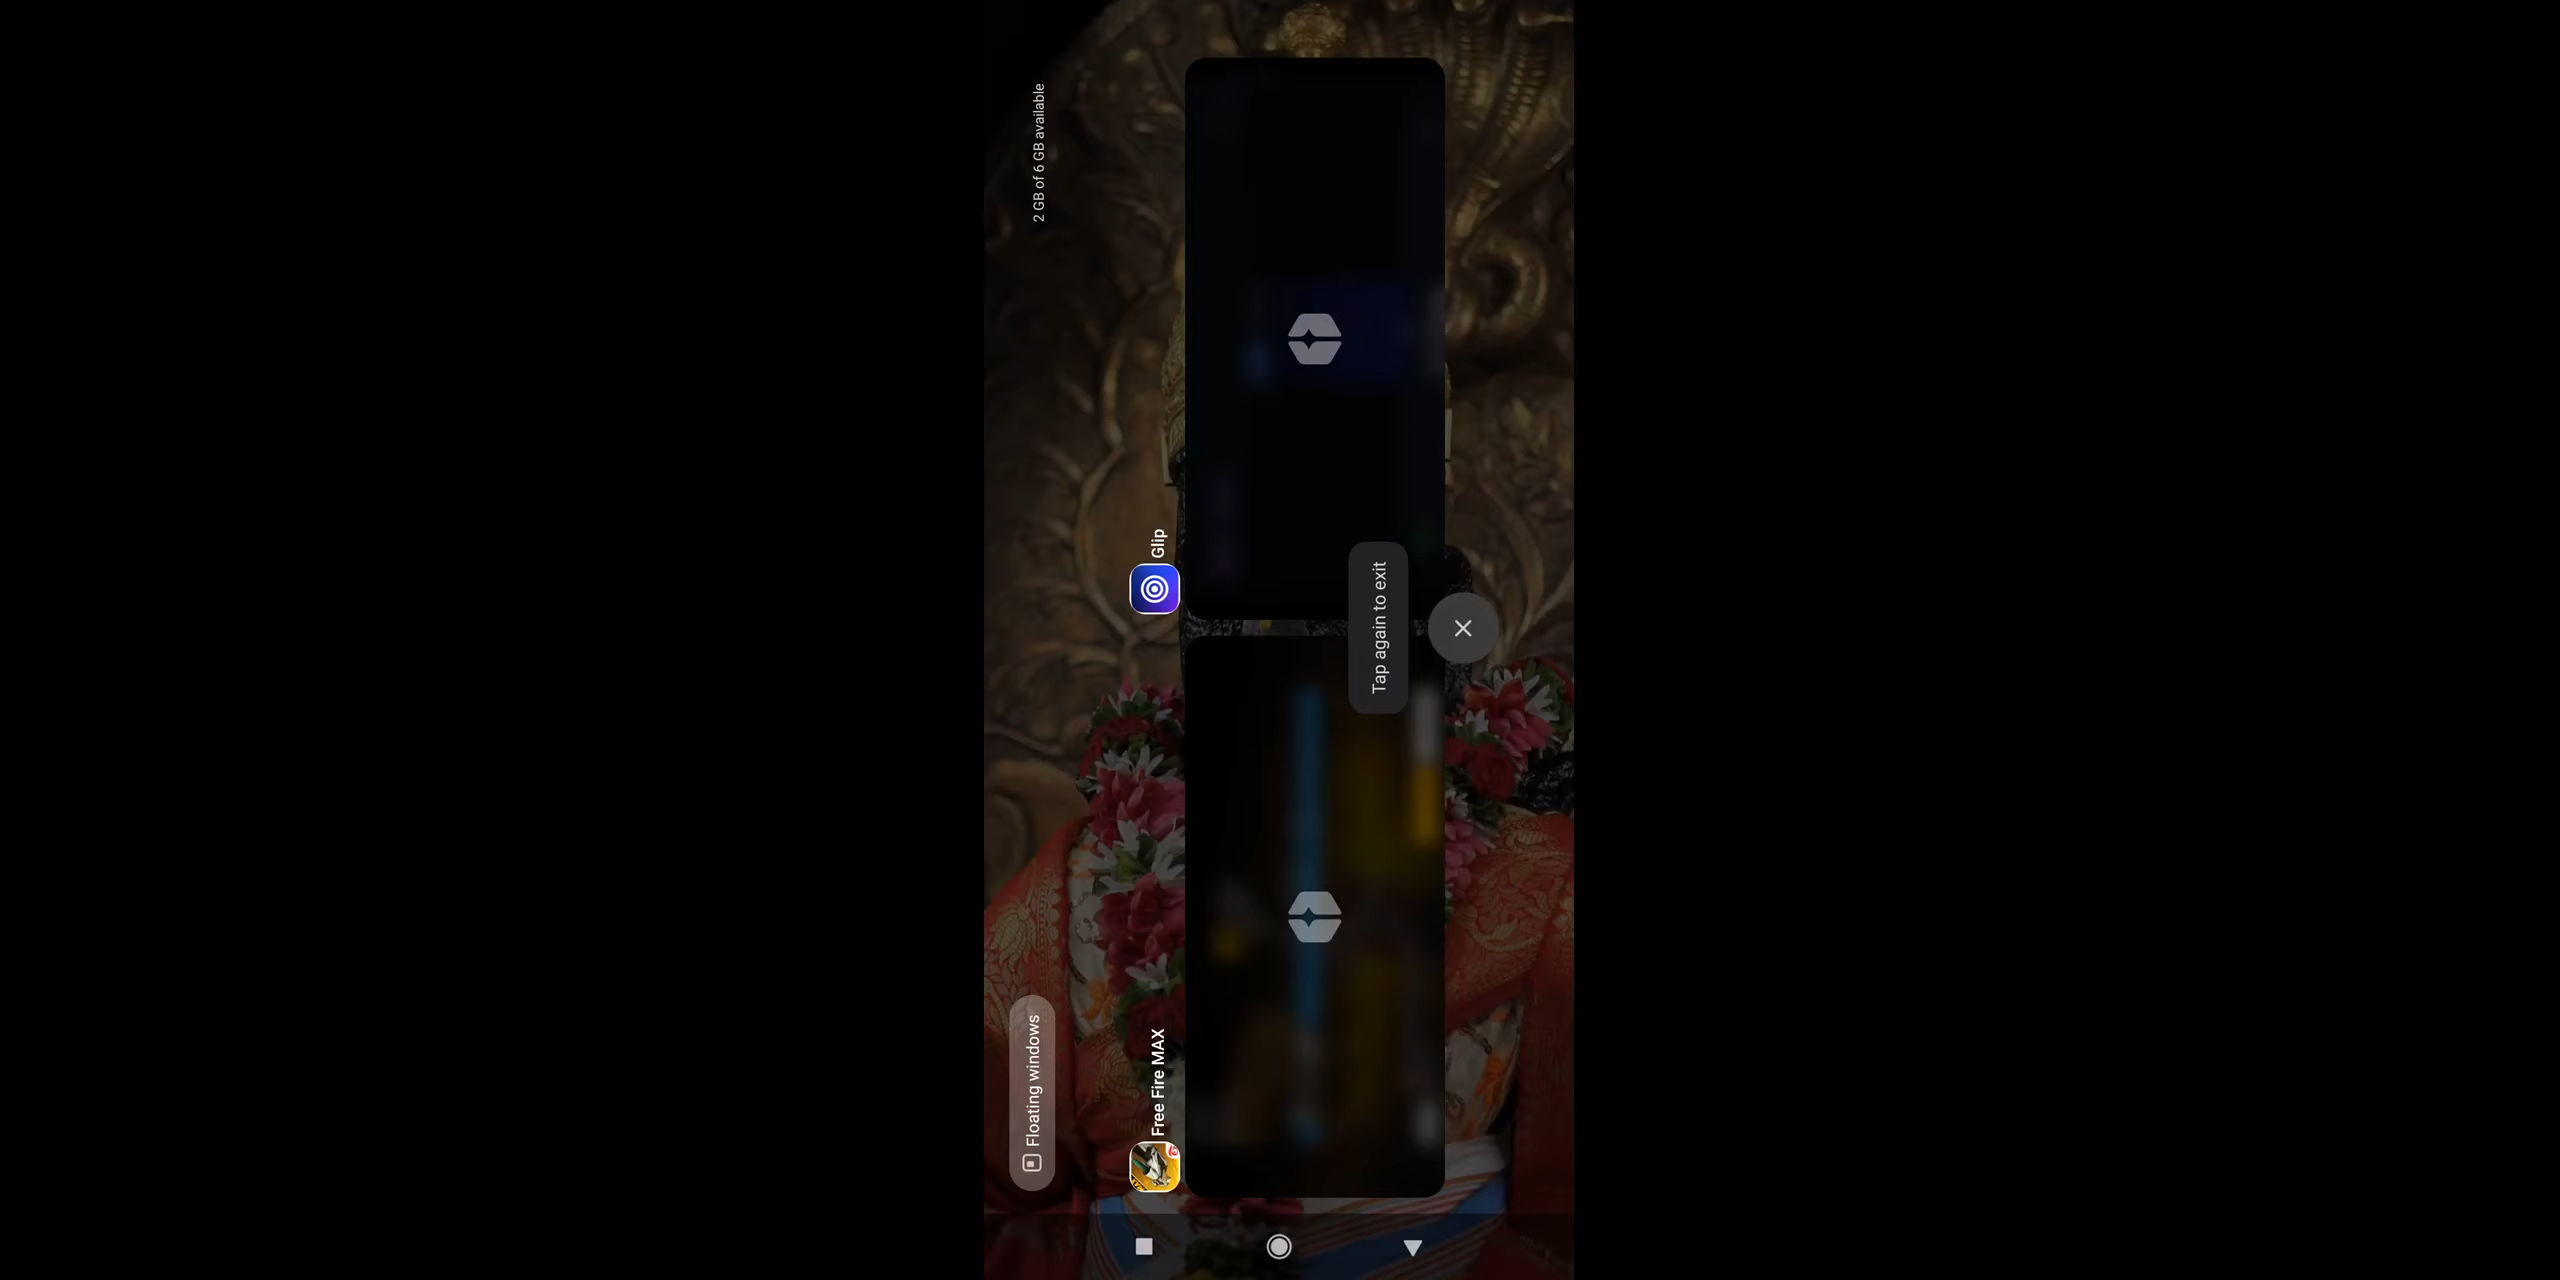 2 GB of 6 GB available
Floating windows
Glip
Free Fire MAX
Tap again to exit